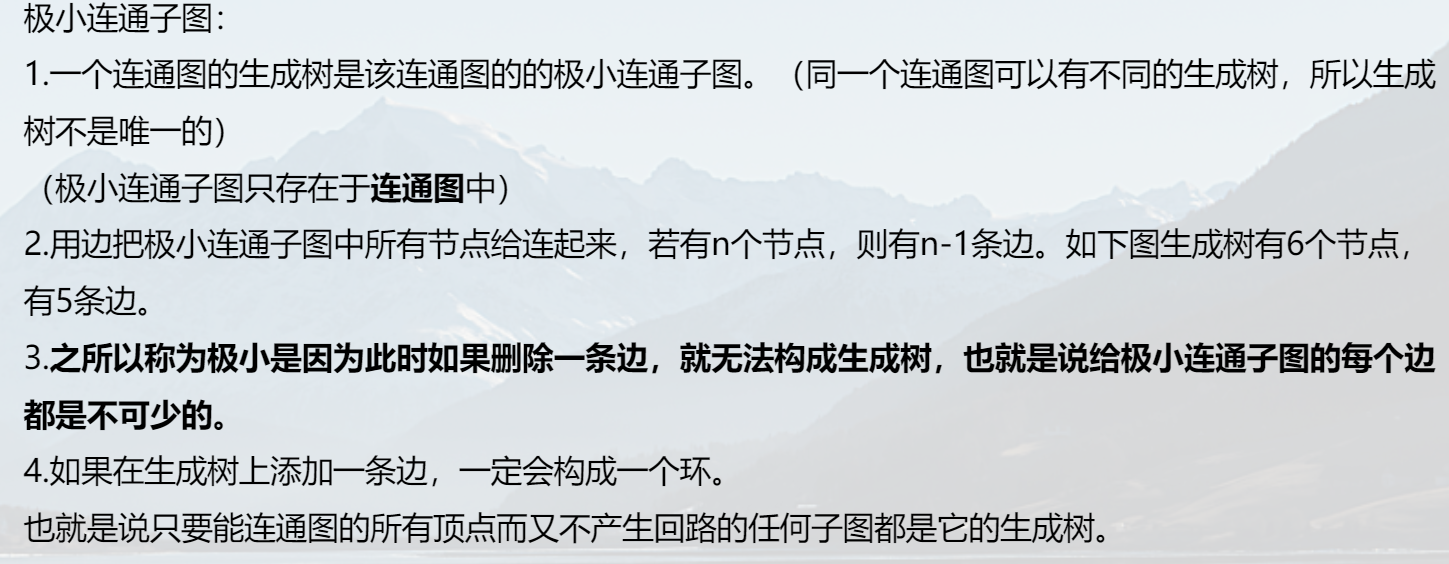 极小连通子图：
1.一个连通图的生成树是该连通图的的极小连通子图。（同一个连通图可以有不同的生成树，所以生成
树不是唯一的）
（极小连通子图只存在于连通图中）
2.用边把极小连通子图中所有节点给连起来，若有n个节点，则有n-1条边。如下图生成树有6个节点，
有5条边。
3.之所以称为极小是因为此时如果删除一条边，就无法构成生成树，也就是说给极小连通子图的每个边
都是不可少的。
4.如果在生成树上添加一条边，一定会构成一个环。
也就是说只要能连通图的所有顶点而又不产生回路的任何子图都是它的生成树。